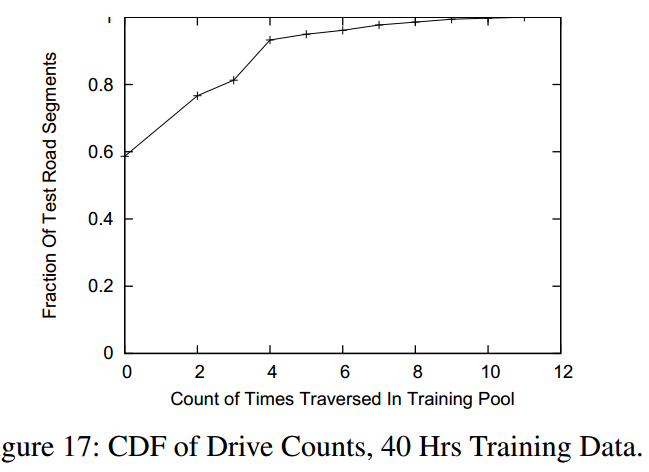 Fraction Of Test Road Segments
0.8
0.6
0.4
0.2
0
0 2 4 6 8 10 12
Count of Times Traversed In Training Pool
gure 17: CDF of Drive Counts, 40 Hrs Training Data.